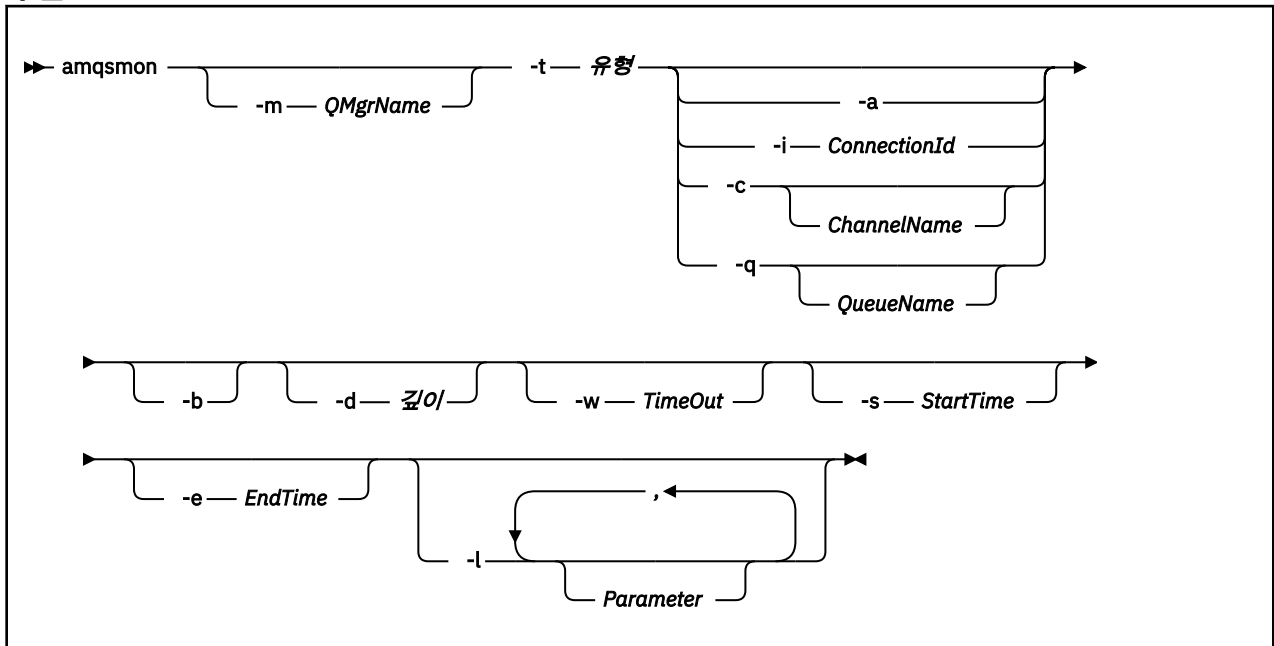 amqsmon -t 유형
-m QMgrName
-a
-i ConnectionId
-c
ChannelName
-q
QueueName
-b -d 깊이 -w TimeOut -s StartTime
-e EndTime
,
-l
Parameter